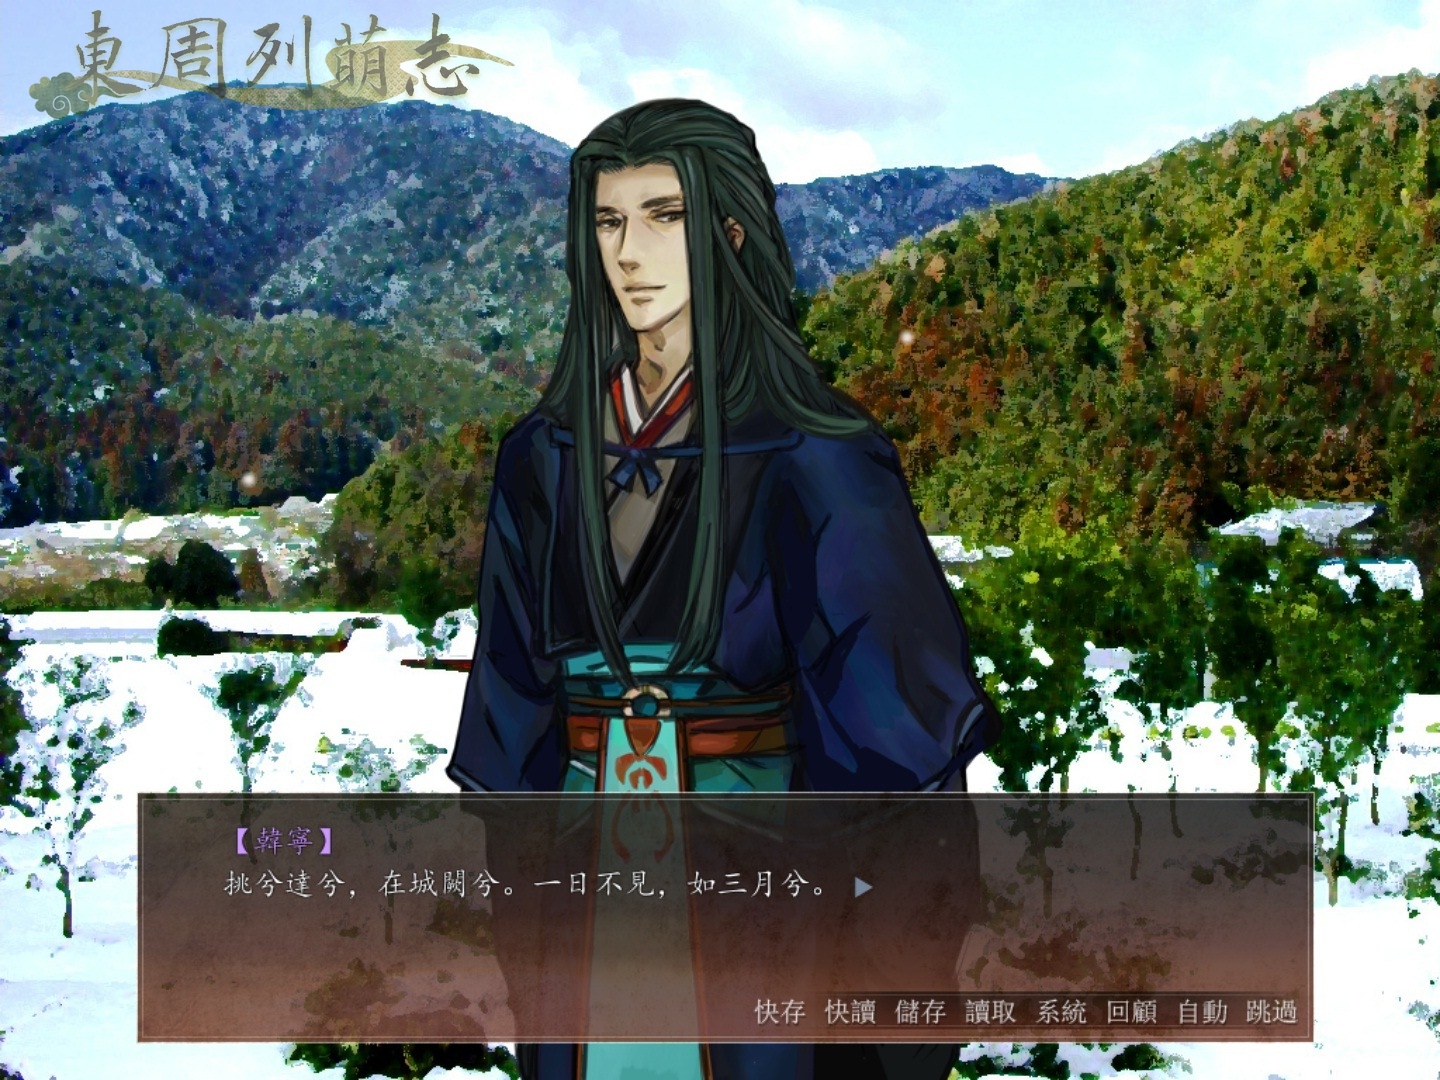 東周列萌志
【韓寧】
挑兮達兮，在城闕兮。一日不見，如三月兮。
快存 快讀 儲存 讀取 系統 回顧 自動 跳過